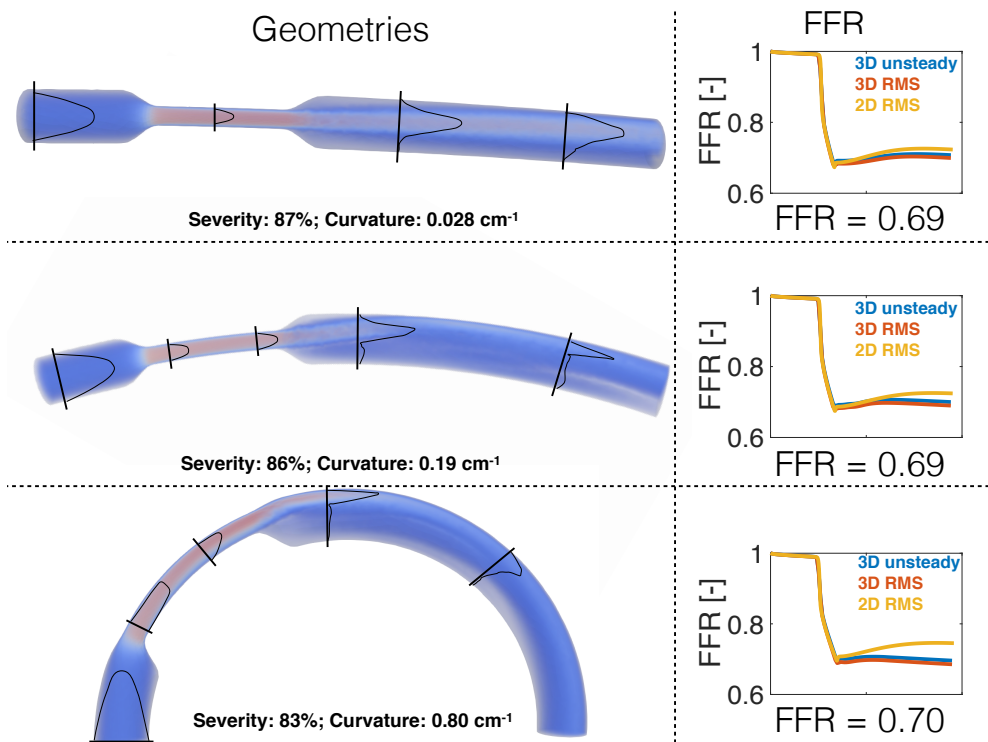 Geometries
FFR
1
0.8
0.6
FFR [-]
3D unsteady
3D RMS
2D RMS
Severity: 87%; Curvature: 0.028 cm-1
FFR = 0.69
1
0.8
0.6
FFR [-]
3D unsteady
3D RMS
2D RMS
Severity: 86%; Curvature: 0.19 cm-1
FFR = 0.69
1
0.8
0.6
FFR [-]
3D unsteady
3D RMS
2D RMS
Severity: 83%; Curvature: 0.80 cm-1
FFR = 0.70